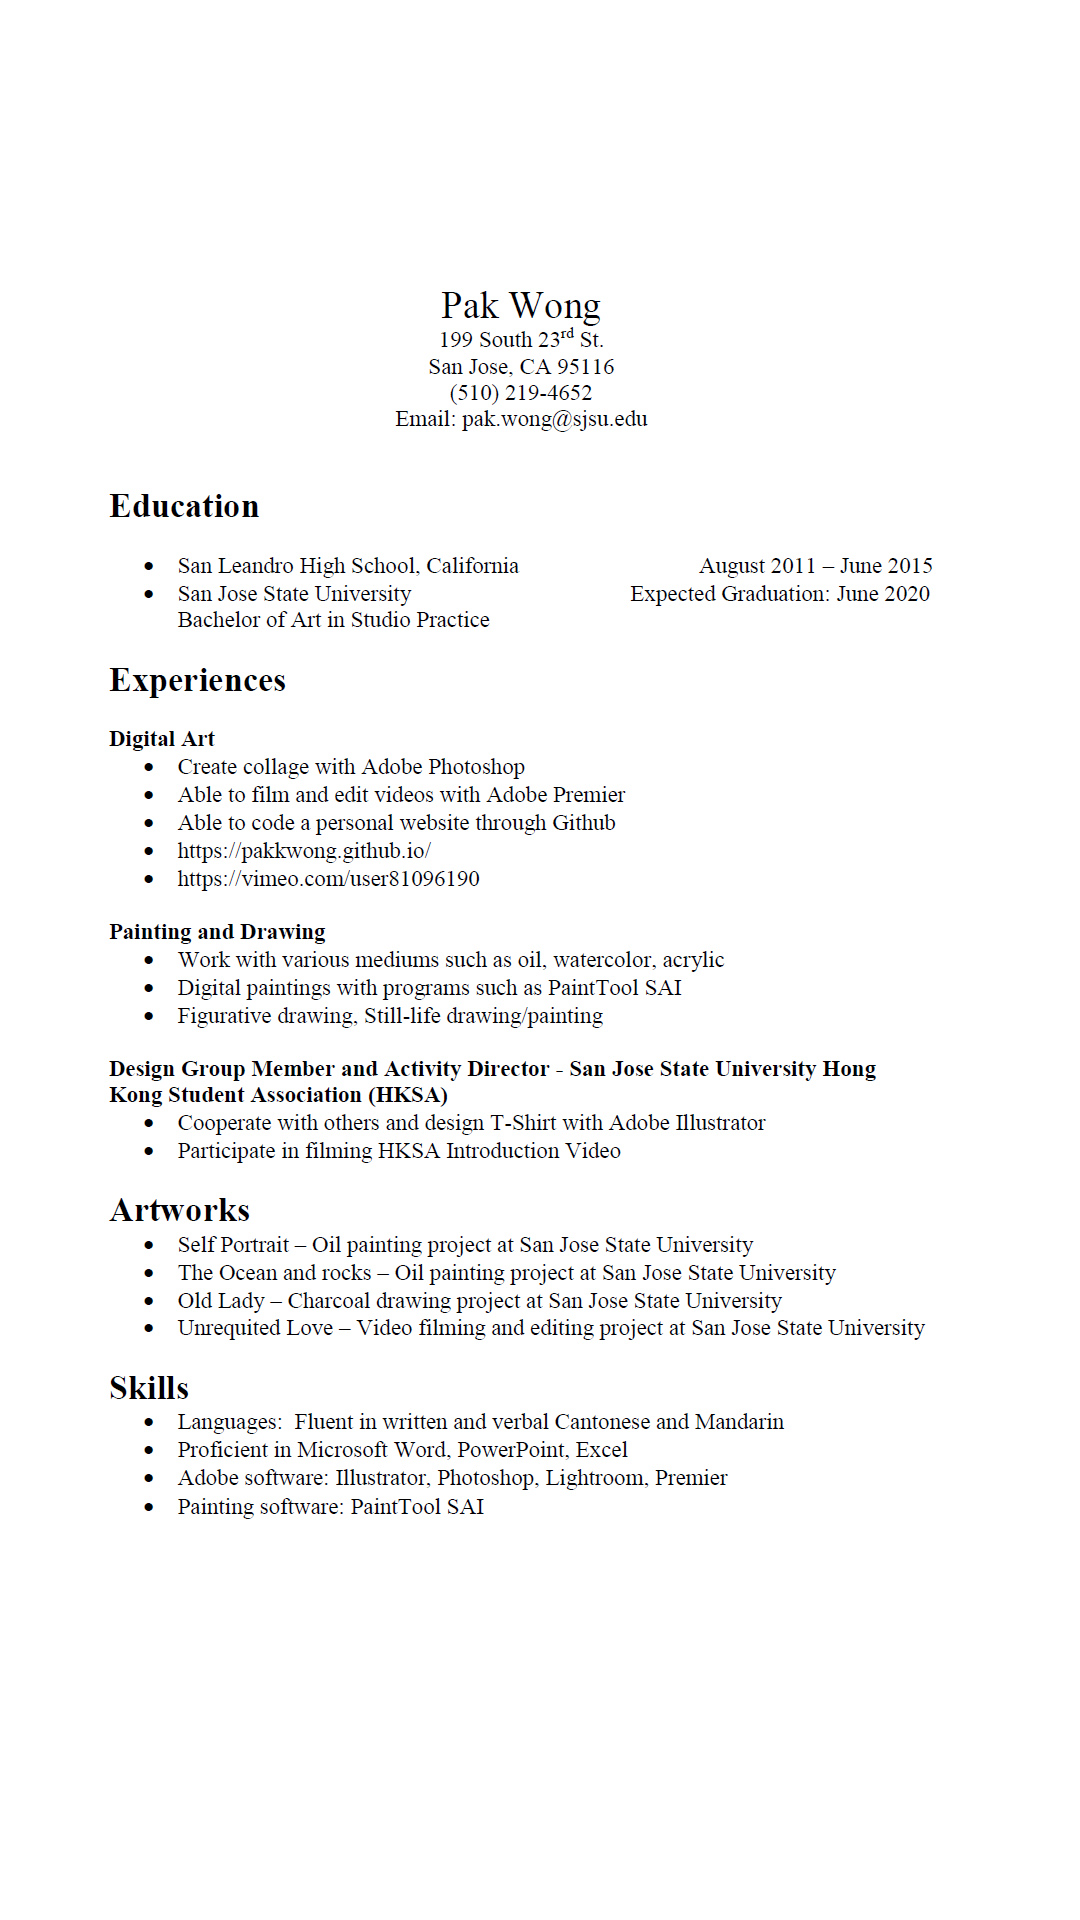 Pak Wong
199 South 23rd St.
San Jose, CA 95116
(510) 219-4652
Email: pak.wong@sjsu.edu
Education
• San Leandro High School, California August 2011 – June 2015
• San Jose State University Expected Graduation: June 2020
Bachelor of Art in Studio Practice
Experiences
Digital Art
• Create collage with Adobe Photoshop
• Able to film and edit videos with Adobe Premier
• Able to code a personal website through Github
• https://pakkwong.github.io/
• https://vimeo.com/user81096190
Painting and Drawing
• Work with various mediums such as oil, watercolor, acrylic
• Digital paintings with programs such as PaintTool SAI
• Figurative drawing, Still-life drawing/painting
Design Group Member and Activity Director - San Jose State University Hong
Kong Student Association (HKSA)
• Cooperate with others and design T-Shirt with Adobe Illustrator
• Participate in filming HKSA Introduction Video
Artworks
• Self Portrait – Oil painting project at San Jose State University
• The Ocean and rocks – Oil painting project at San Jose State University
• Old Lady – Charcoal drawing project at San Jose State University
• Unrequited Love – Video filming and editing project at San Jose State University
Skills
• Languages:  Fluent in written and verbal Cantonese and Mandarin
• Proficient in Microsoft Word, PowerPoint, Excel
• Adobe software: Illustrator, Photoshop, Lightroom, Premier
• Painting software: PaintTool SAI